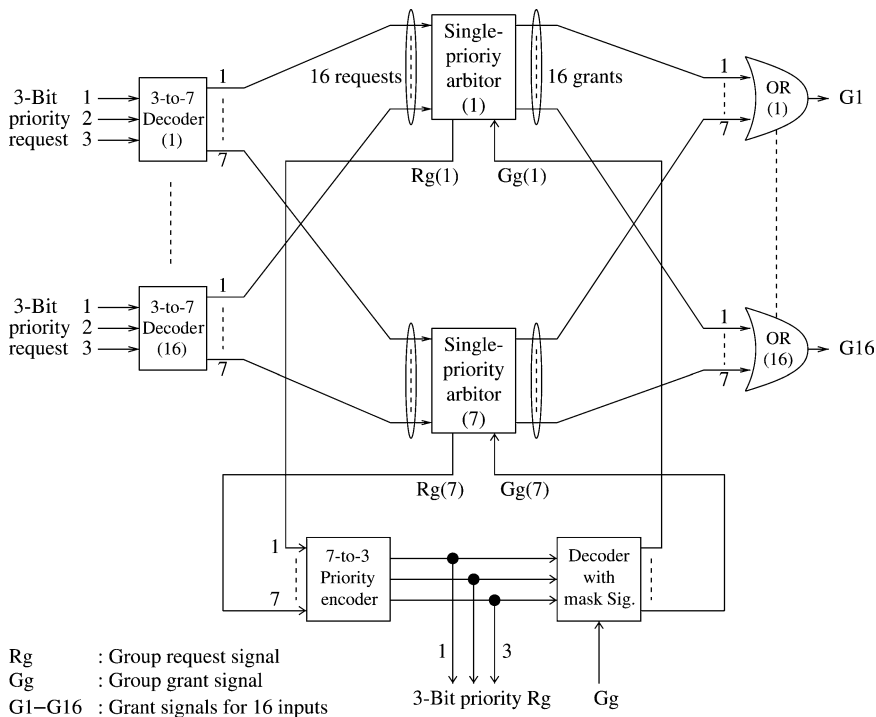 Single-
priority
arbitor
(1)
16 requests
16 grants
3-Bit
priority
request
1
2
3
3-to-7
Decoder
(1)
1
7
1
7
OR
(1)
G1
Rg(1)
Gg(1)
3-Bit
priority
request
1
2
3
3-to-7
Decoder
(16)
1
7
Single-
priority
arbitor
(7)
1
7
OR
(16)
G16
Rg(7)
Gg(7)
1
7
7-to-3
Priority
encoder
Decoder
with
mask Sig.
1
3
3-Bit priority Rg
Gg
Rg : Group request signal
Gg : Group grant signal
G1–G16 : Grant signals for 16 inputs